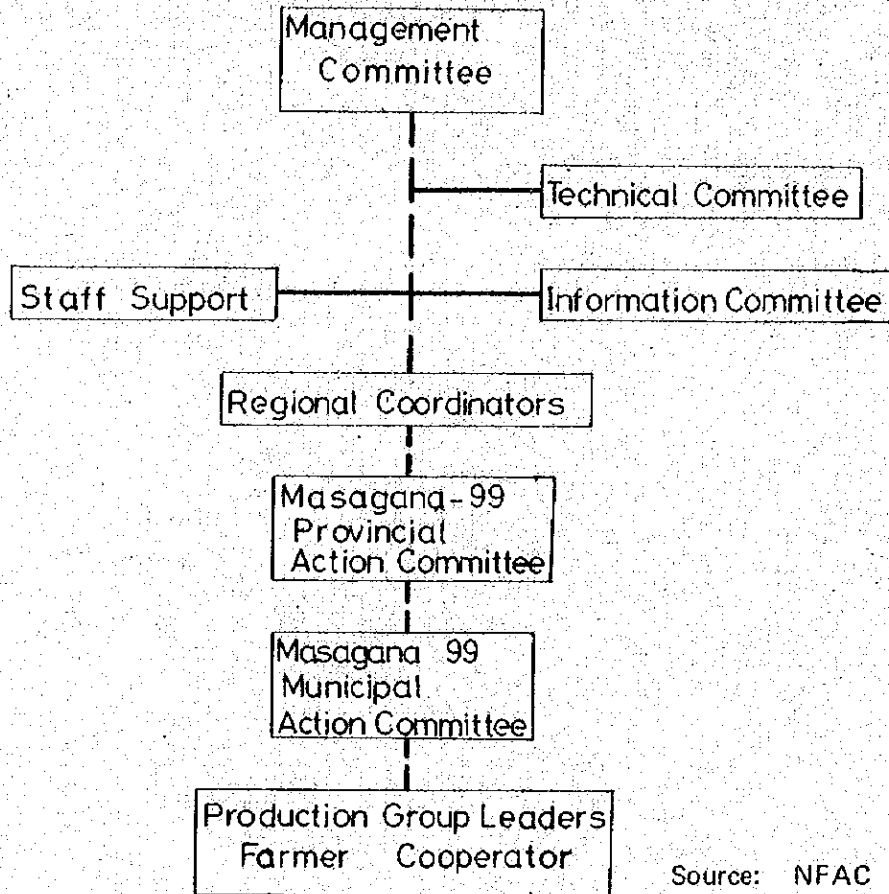 Management
Committee
Technical Committee
Staff Support
Information Committee
Regional Coordinators
Masagana-99
Provincial
Action Committee
Masagana 99
Municipal
Action Committee
Production Group Leaders
Farmer Cooperator
Source: NFAC